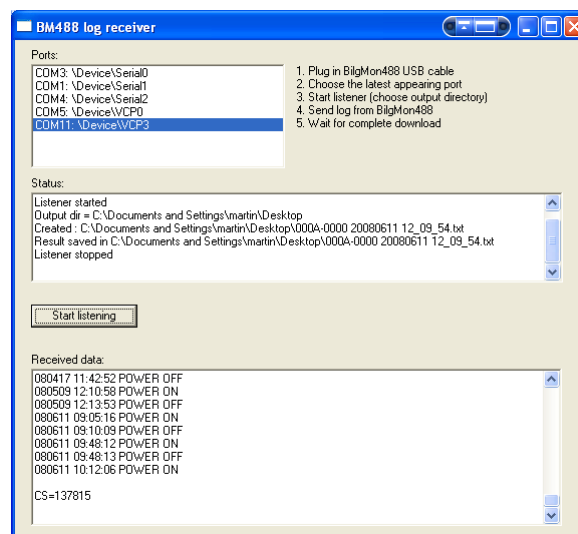 BM488 log receiver
Ports:
COM3: \Device\Serial0
COM1: \Device\Serial1
COM4: \Device\Serial2
COM5: \Device\VCP0
COM11: \Device\VCP3
1. Plug in BilgMon488 USB cable
2. Choose the latest appearing port
3. Start listener (choose output directory)
4. Send log from BilgMon488
5. Wait for complete download
Status:
Listener started
Output dir = C:\Documents and Settings\martin\Desktop
Created : C:\Documents and Settings\martin\Desktop\000A-0000 20080611 12_09_54.txt
Result saved in C:\Documents and Settings\martin\Desktop\000A-0000 20080611 12_09_54.txt
Listener stopped
Start listening
Received data:
080417 11:42:52 POWER OFF
080509 12:10:58 POWER ON
080509 12:13:53 POWER OFF
080611 09:05:16 POWER ON
080611 09:10:09 POWER OFF
080611 09:48:12 POWER ON
080611 09:48:13 POWER OFF
080611 10:12:06 POWER ON
CS=137815